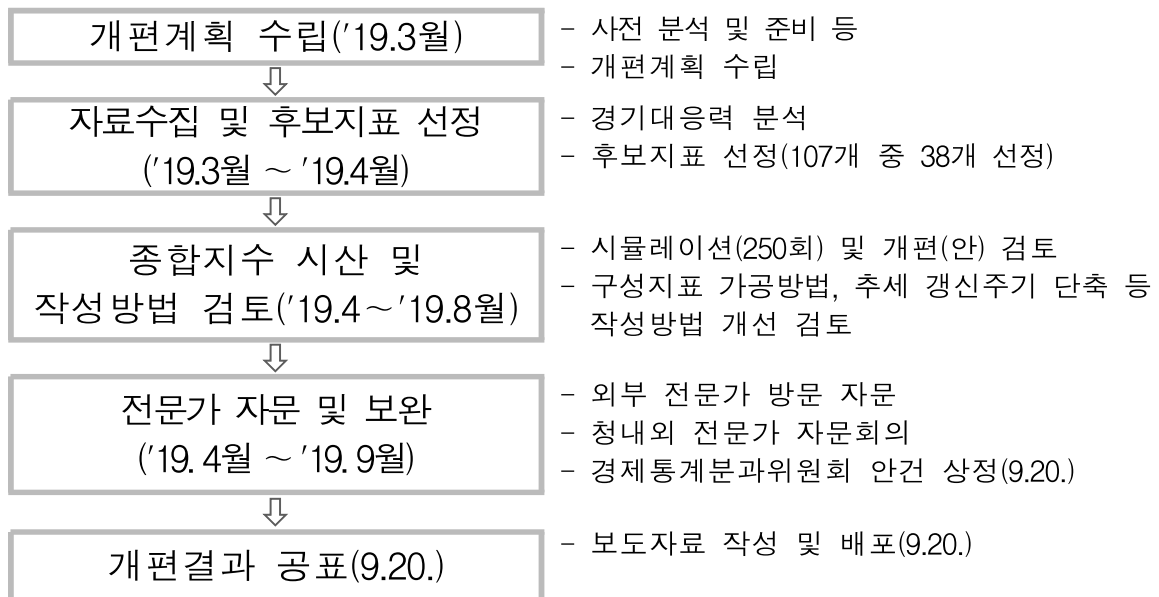 개편계획 수립('19.3월)
- 사전 분석 및 준비 등
- 개편계획 수립
자료수집 및 후보지표 선정
('19.3월 ~ '19.4월)
- 경기대응력 분석
- 후보지표 선정(107개 중 38개 선정)
종합지수 시산 및
작성방법 검토('19.4~'19.8월)
- 시뮬레이션(250회) 및 개편(안) 검토
- 구성지표 가공방법, 추세 갱신주기 단축 등
작성방법 개선 검토
전문가 자문 및 보완
('19. 4월 ~ '19. 9월)
- 외부 전문가 방문 자문
- 청내외 전문가 자문회의
- 경제통계분과위원회 안건 상정(9.20.)
개편결과 공표(9.20.)
- 보도자료 작성 및 배포(9.20.)